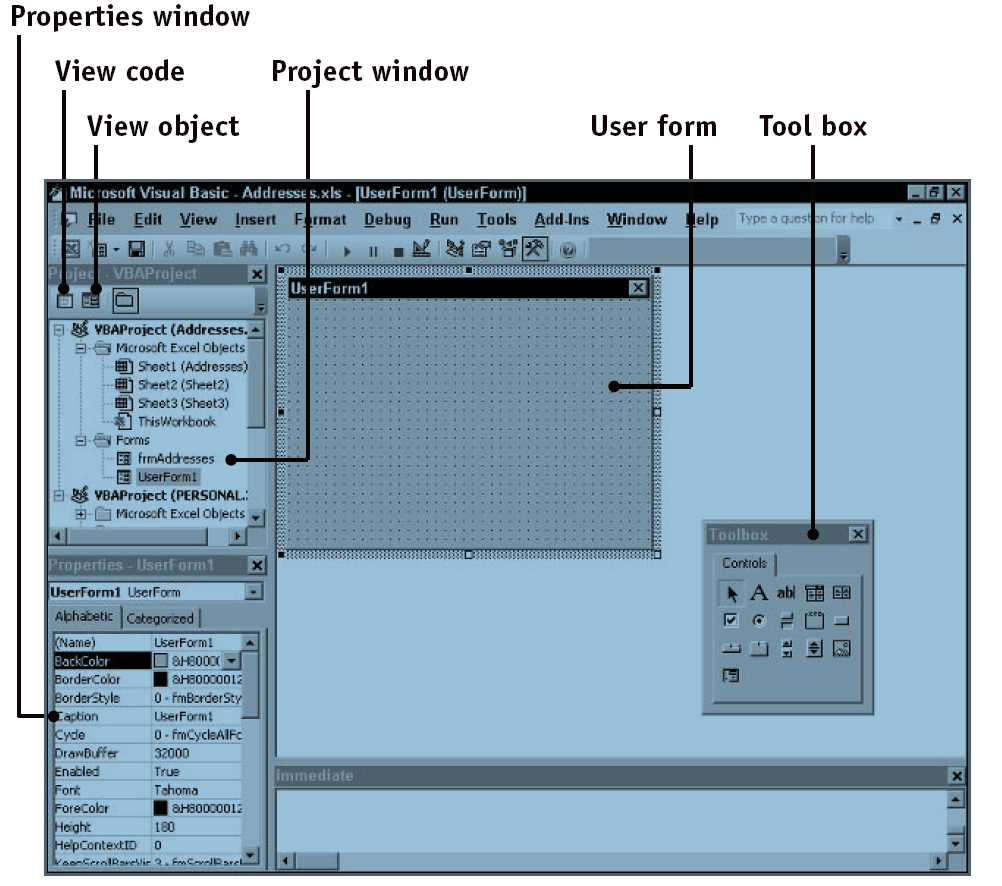 Properties window
View code
Project window
View object
User form
Tool box
Microsoft Visual Basic - Addresses.xls - [UserForm1 (UserForm)]
File Edit View Insert Format Debug Run Tools Add-Ins Window Help Type a question for help
Project - VBAProject
UserForm1
VBAProject (Addresses.
Microsoft Excel Objects
Sheet1 (Addresses)
Sheet2 (Sheet2)
Sheet3 (Sheet3)
ThisWorkbook
Forms
frmAddresses
UserForm1
VBAProject (PERSONAL.
Microsoft Excel Objects
Toolbox
Controls
A abl
Properties - UserForm1
UserForm1 UserForm
Alphabetic Categorized
(Name) UserForm1
BackColor &H8000(
BorderColor &H80000012
BorderStyle 0 - fmBorderSty
Caption UserForm1
Cycle 0 - fmCycleAllFo
DrawBuffer 32000
Enabled True
Font Tahoma
ForeColor &H80000012
Height 180
HelpContextID 0
KeepScrollBarsVis 3 - fmScrollBars
Immediate